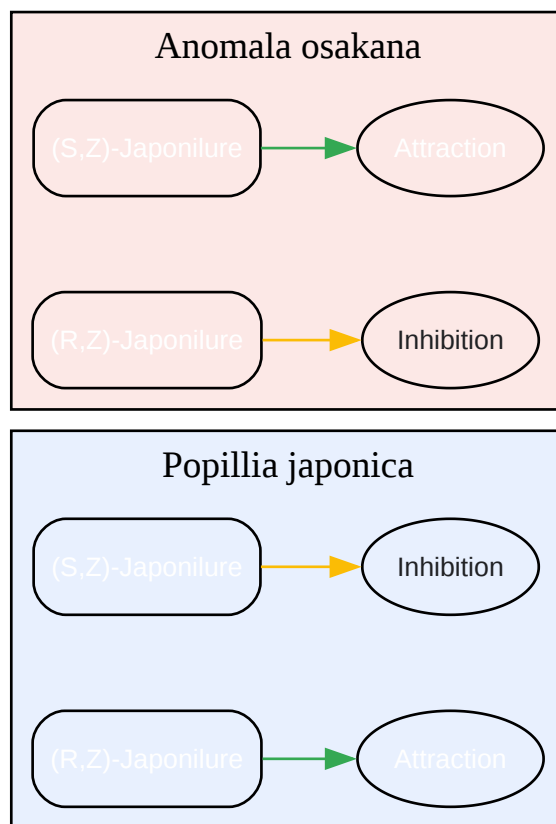 Anomala osakana
(S,Z)-Japonilure
Attraction
(R,Z)-Japonilure
Inhibition
Popillia japonica
(S,Z)-Japonilure
Inhibition
(R,Z)-Japonilure
Attraction